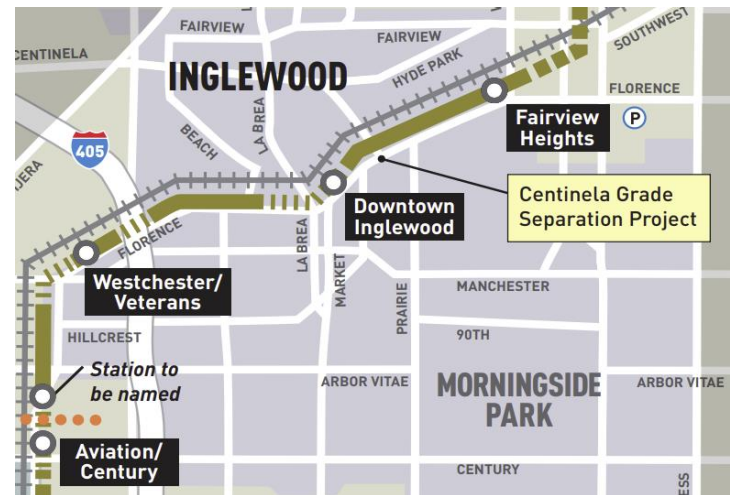 FAIRVIEW
FAIRVIEW
SOUTHWEST
CENTINELA
INGLEWOOD
HYDE PARK
FLORENCE
BEACH
LA BREA
405
Fairview
Heights
P
Centinela Grade
Separation Project
Downtown
Inglewood
FLORENCE
LA BREA
MARKET
PRAIRIE
Westchester/
Veterans
MANCHESTER
HILLCREST
90TH
Station to
be named
ARBOR VITAE
MORNINGSIDE
PARK
ARBOR VITAE
Aviation/
Century
CENTURY